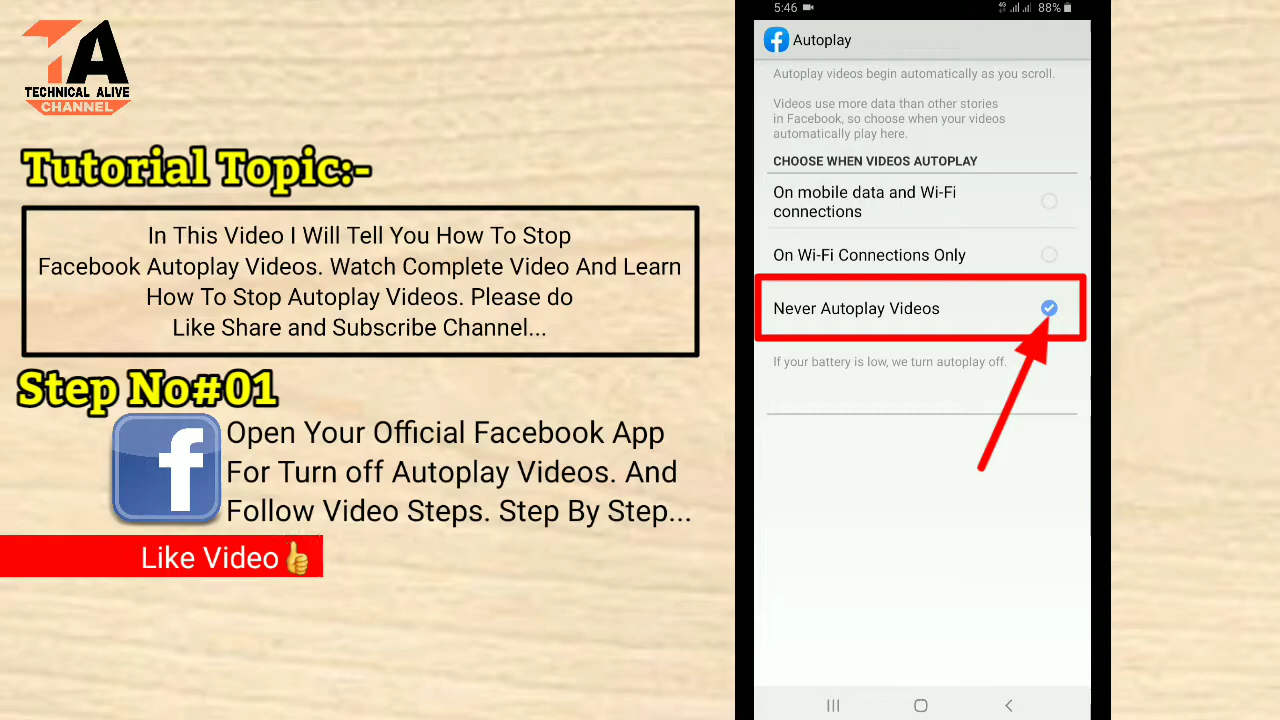 TA
TECHNICAL ALIVE
CHANNEL
Tutorial Topic:-
In This Video I Will Tell You How To Stop
Facebook Autoplay Videos. Watch Complete Video And Learn
How To Stop Autoplay Videos. Please do
Like Share and Subscribe Channel...
Step No#01
f
Open Your Official Facebook App
For Turn off Autoplay Videos. And
Follow Video Steps. Step By Step...
Like Video👍
5:46
4G
88%
Autoplay
Autoplay videos begin automatically as you scroll.
Videos use more data than other stories
in Facebook, so choose when your videos
automatically play here.
CHOOSE WHEN VIDEOS AUTOPLAY
On mobile data and Wi-Fi
connections
On Wi-Fi Connections Only
Never Autoplay Videos
If your battery is low, we turn autoplay off.